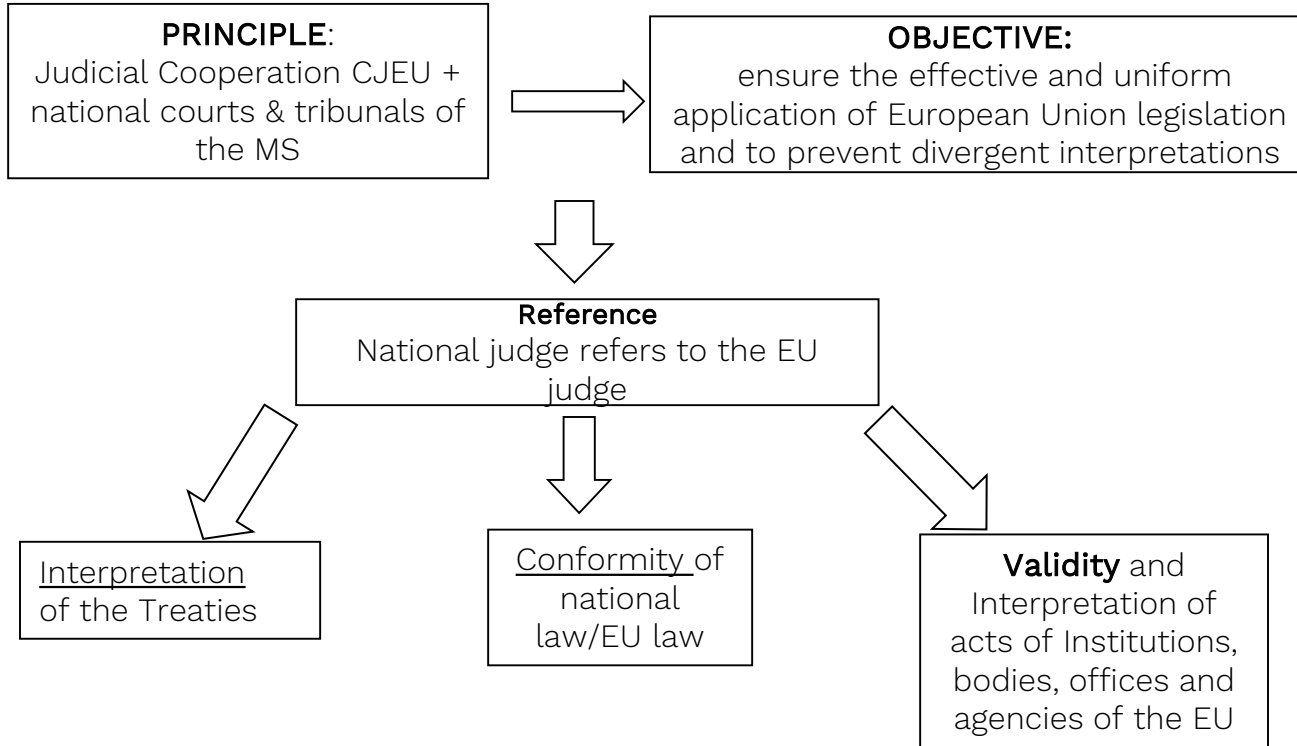 PRINCIPLE:
Judicial Cooperation CJEU +
national courts & tribunals of
the MS
OBJECTIVE:
ensure the effective and uniform
application of European Union legislation
and to prevent divergent interpretations
Reference
National judge refers to the EU
judge
Interpretation
of the Treaties
Conformity of
national
law/EU law
Validity and
Interpretation of
acts of Institutions,
bodies, offices and
agencies of the EU